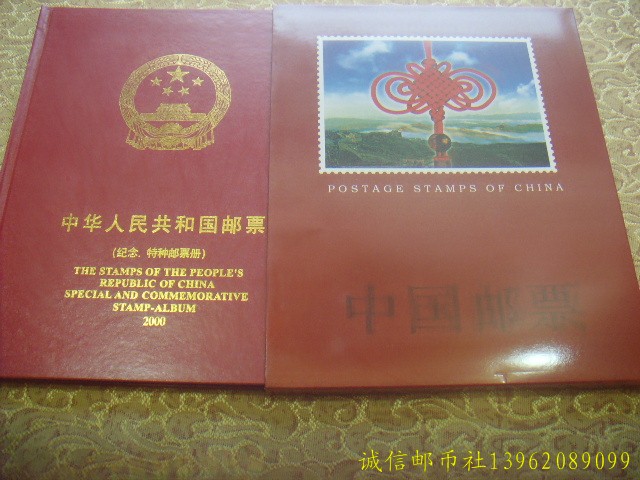 中华人民共和国邮票
(纪念、特种邮票册)
THE STAMPS OF THE PEOPLE'S
REPUBLIC OF CHINA
SPECIAL AND COMMEMORATIVE
STAMP-ALBUM
2000
POSTAGE STAMPS OF CHINA
中国邮票
诚信邮币社13962089099